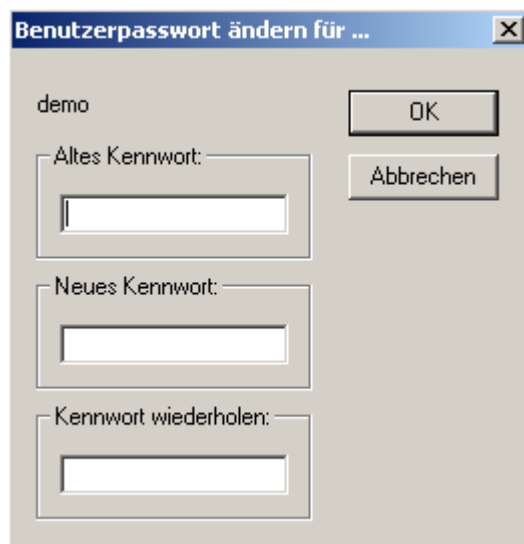 Benutzerpasswort ändern für ...
demo
OK
Altes Kennwort:
Abbrechen
Neues Kennwort:
Kennwort wiederholen: